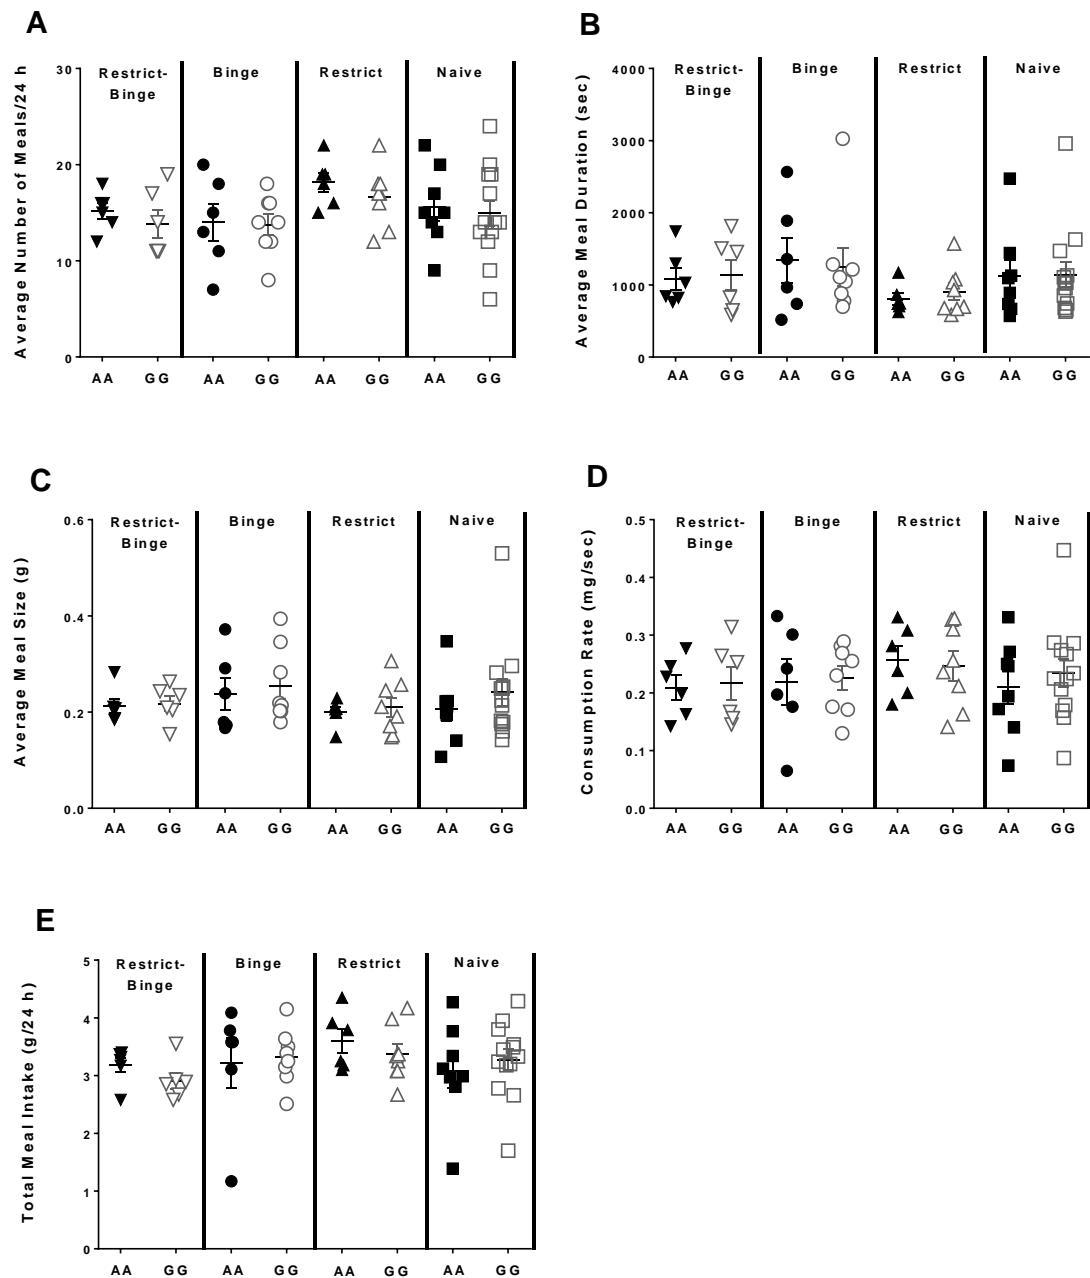 A
Average Number of Meals/24 h
30
20
10
0
Restrict-
Binge
Binge
Restrict
Naive
AA GG AA GG AA GG AA GG
B
Average Meal Duration (sec)
4000
3000
2000
1000
0
Restrict-
Binge
Binge
Restrict
Naive
AA GG AA GG AA GG AA GG
C
Average Meal Size (g)
0.6
0.4
0.2
0.0
Restrict-
Binge
Binge
Restrict
Naive
AA GG AA GG AA GG AA GG
D
Consumption Rate (mg/sec)
0.5
0.4
0.3
0.2
0.1
0.0
Restrict-
Binge
Binge
Restrict
Naive
AA GG AA GG AA GG AA GG
E
Total Meal Intake (g/24 h)
5
4
3
2
1
0
Restrict-
Binge
Binge
Restrict
Naive
AA GG AA GG AA GG AA GG